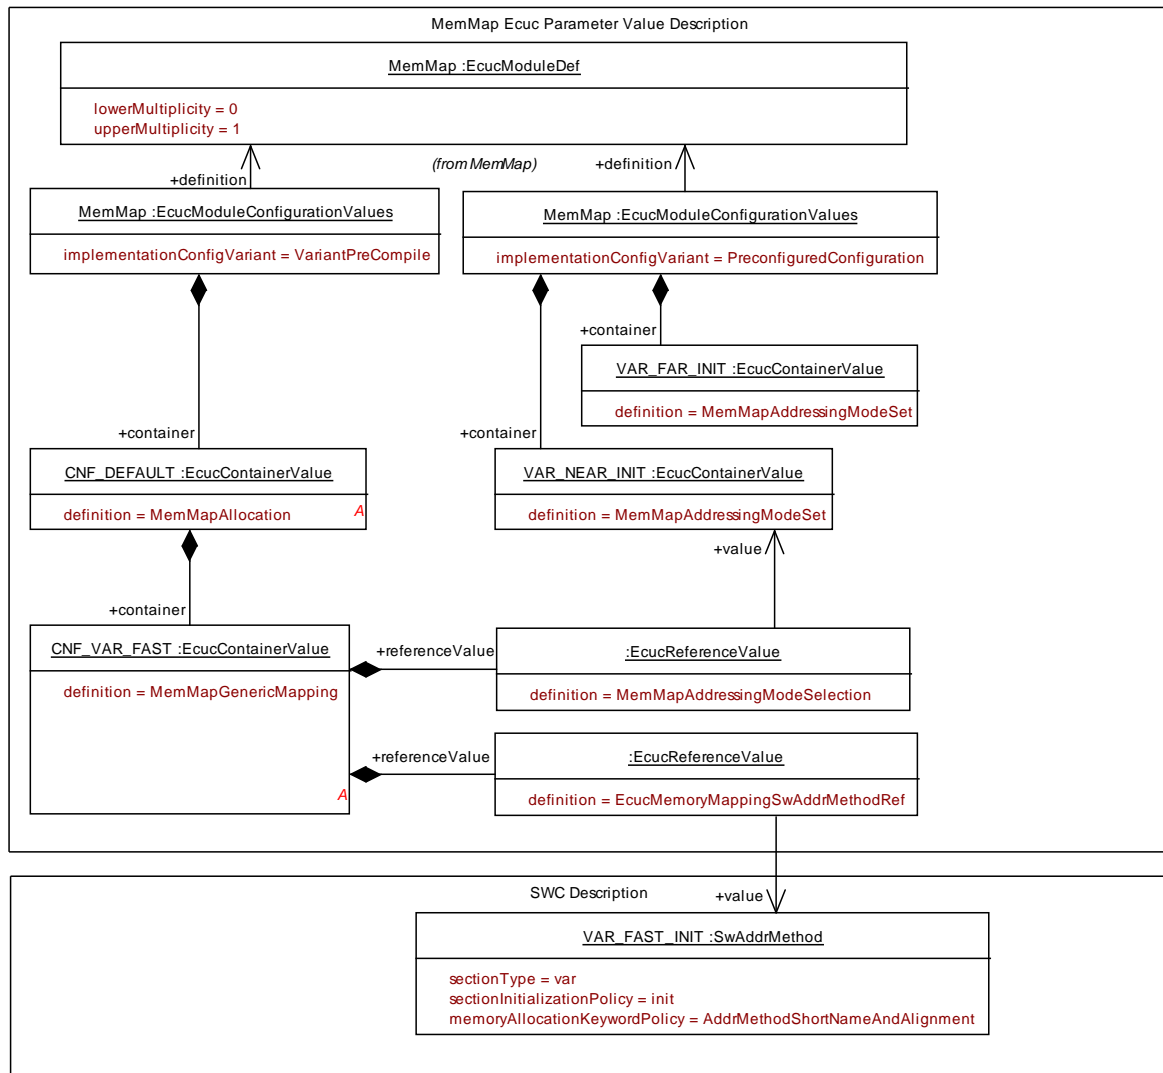 MemMap Ecuc Parameter Value Description
MemMap :EcucModuleDef
lowerMultiplicity = 0
upperMultiplicity = 1
(from MemMap)
+definition
+definition
MemMap :EcucModuleConfigurationValues
implementationConfigVariant = VariantPreCompile
MemMap :EcucModuleConfigurationValues
implementationConfigVariant = PreconfiguredConfiguration
+container
VAR_FAR_INIT :EcucContainerValue
definition = MemMapAddressingModeSet
+container
+container
CNF_DEFAULT :EcucContainerValue
definition = MemMapAllocation
A
VAR_NEAR_INIT :EcucContainerValue
definition = MemMapAddressingModeSet
+value
+container
CNF_VAR_FAST :EcucContainerValue
definition = MemMapGenericMapping
A
+referenceValue
:EcucReferenceValue
definition = MemMapAddressingModeSelection
+referenceValue
:EcucReferenceValue
definition = EcucMemoryMappingSwAddrMethodRef
SWC Description
+value
VAR_FAST_INIT :SwAddrMethod
sectionType = var
sectionInitializationPolicy = init
memoryAllocationKeywordPolicy = AddrMethodShortNameAndAlignment